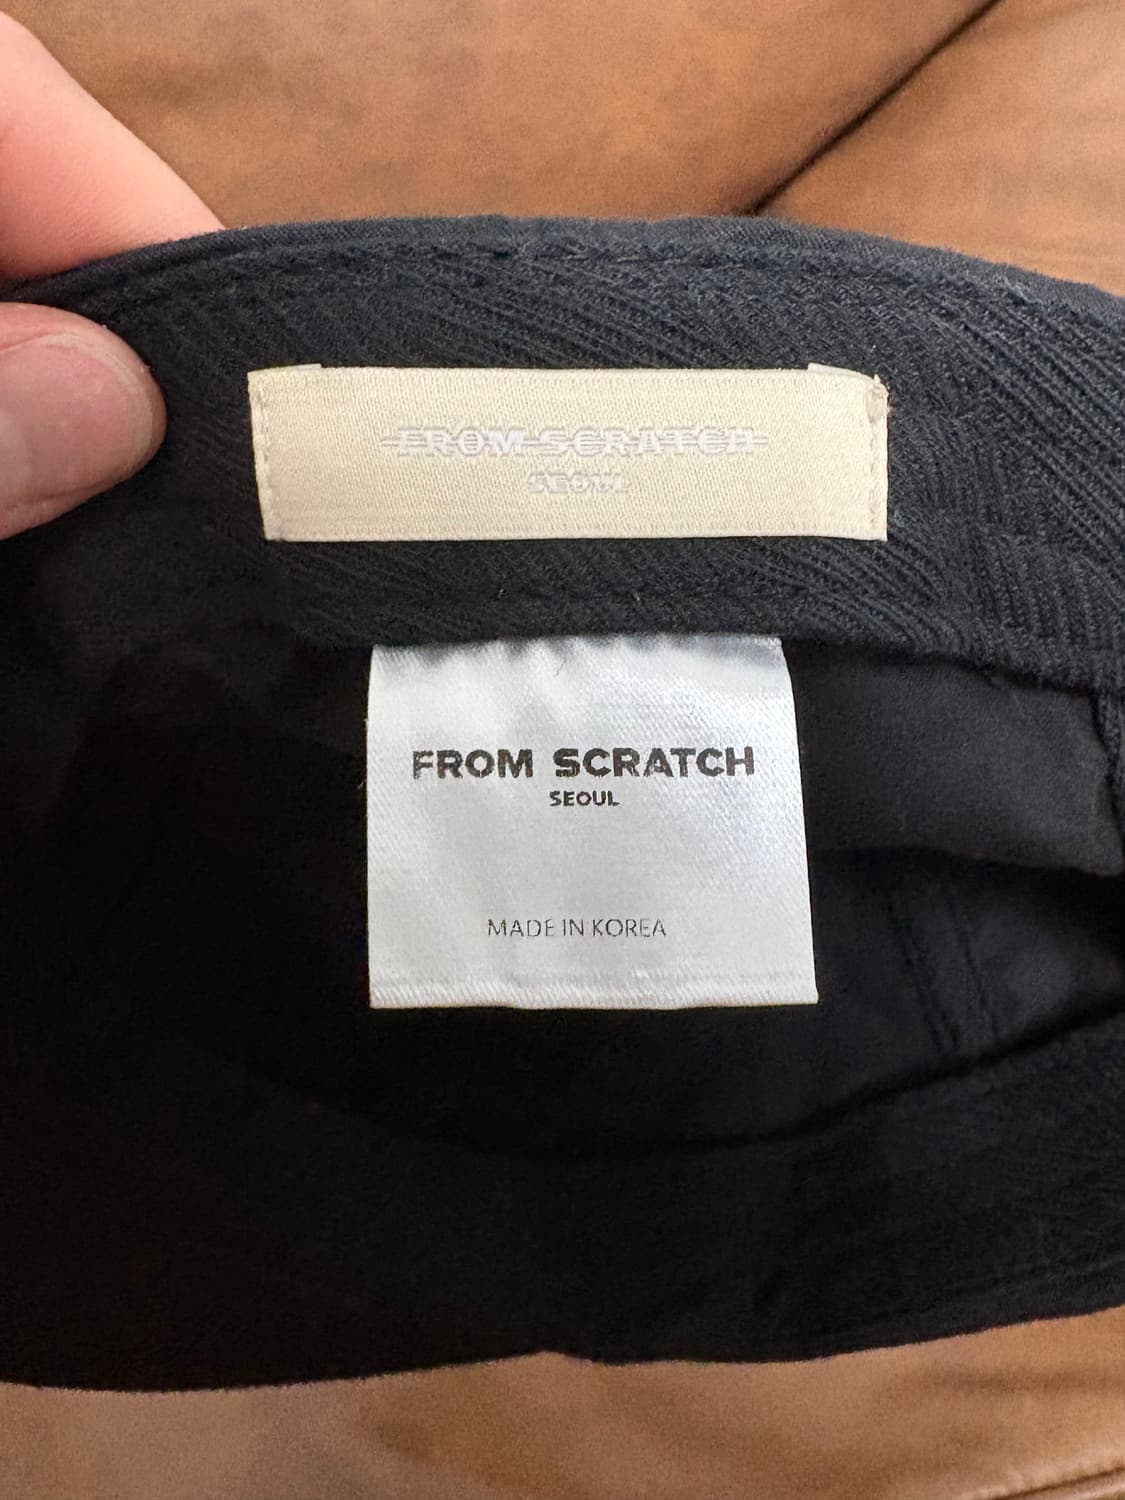 FROM SCRATCH
SEOUL
FROM SCRATCH
SEOUL
MADE IN KOREA